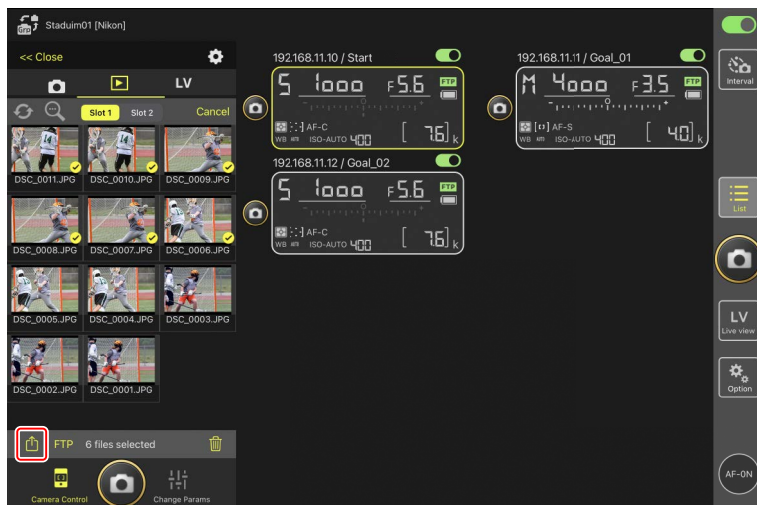 Grp Staduim01 [Nikon]
<< Close
LV
Slot 1 Slot 2 Cancel
DSC_0011.JPG DSC_0010.JPG DSC_0009.JPG
DSC_0008.JPG DSC_0007.JPG DSC_0006.JPG
DSC_0005.JPG DSC_0004.JPG DSC_0003.JPG
DSC_0002.JPG DSC_0001.JPG
FTP 6 files selected
Camera Control Change Params
192.168.11.10 / Start
S 1000 F5.6 FTP
AF-C
WB AUTO ISO-AUTO 400 [ 7.6] k
192.168.11.11 / Goal_01
M 4000 F3.5 FTP
AF-S
WB AUTO ISO-AUTO 400 [ 4.0] k
192.168.11.12 / Goal_02
S 1000 F5.6 FTP
AF-C
WB AUTO ISO-AUTO 400 [ 7.6] k
Interval
List
LV
Live view
Option
AF-ON